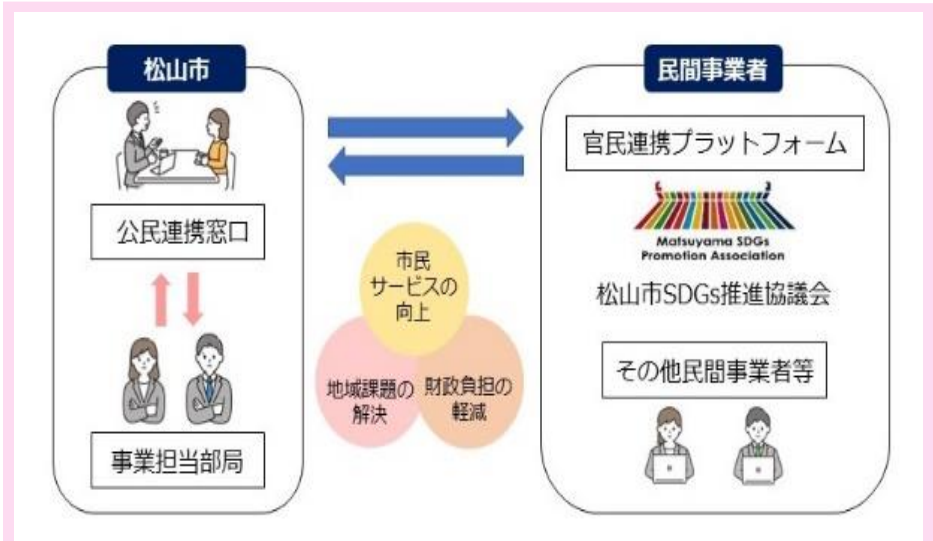 松山市
公民連携窓口
事業担当部局
市民
サービスの
向上
地域課題の
解決
財政負担の
軽減
民間事業者
官民連携プラットフォーム
Matsuyama SDGs
Promotion Association
松山市SDGs推進協議会
その他民間事業者等